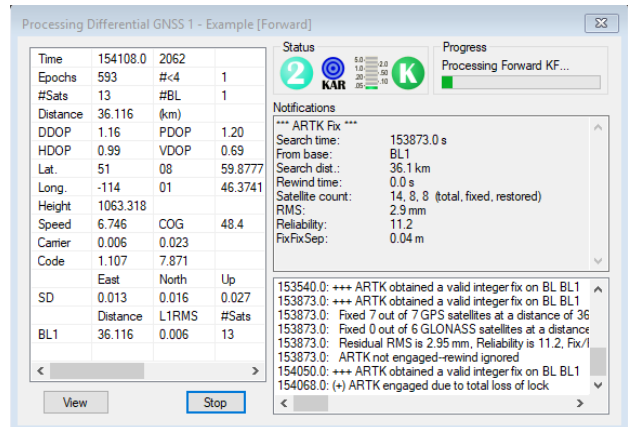 Processing Differential GNSS 1 - Example [Forward]
Time 154108.0 2062
Epochs 593 #<4 1
#Sats 13 #BL 1
Distance 36.116 (km)
DDOP 1.16 PDOP 1.20
HDOP 0.99 VDOP 0.69
Lat. 51 08 59.8777
Long. -114 01 46.3741
Height 1063.318
Speed 6.746 COG 48.4
Carrier 0.006 0.023
Code 1.107 7.871
East North Up
SD 0.013 0.016 0.027
Distance L1RMS #Sats
BL1 36.116 0.006 13
View
Stop
Status
2
KAR
5.0 2.0
1.0 .50
.20 .10
.05
K
Progress
Processing Forward KF...
Notifications
*** ARTK Fix ***
Search time: 153873.0 s
From base: BL1
Search dist.: 36.1 km
Rewind time: 0.0 s
Satellite count: 14, 8, 8 (total, fixed, restored)
RMS: 2.9 mm
Reliability: 11.2
FixFixSep: 0.04 m
153540.0: +++ ARTK obtained a valid integer fix on BL BL1
153873.0: +++ ARTK obtained a valid integer fix on BL BL1
153873.0: Fixed 7 out of 7 GPS satellites at a distance of 36
153873.0: Fixed 0 out of 6 GLONASS satellites at a distance
153873.0: Residual RMS is 2.95 mm, Reliability is 11.2, Fix/
153873.0: ARTK not engaged--rewind ignored
154050.0: +++ ARTK obtained a valid integer fix on BL BL1
154068.0: (+) ARTK engaged due to total loss of lock